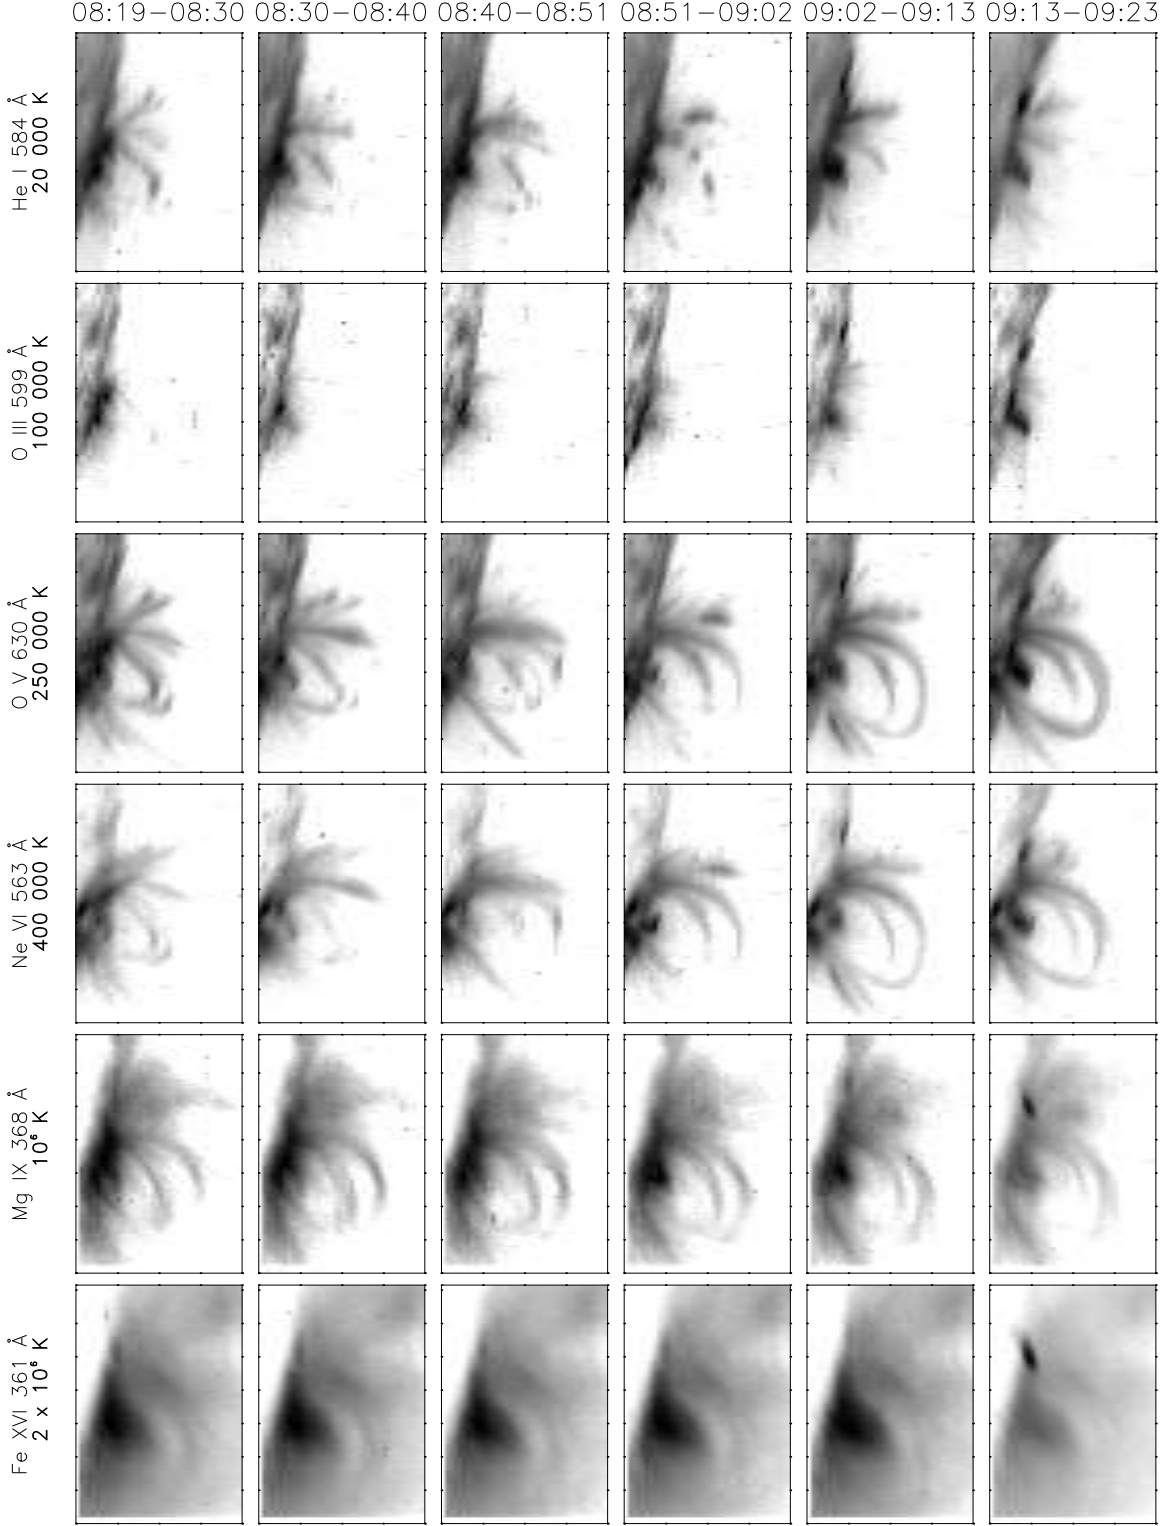 08:19−08:30 08:30−08:40 08:40−08:51 08:51−09:02 09:02−09:13 09:13−09:23
He I 584 Å
20 000 K
O III 599 Å
100 000 K
O V 630 Å
250 000 K
Ne VI 563 Å
400 000 K
Mg IX 368 Å
10⁶ K
Fe XVI 361 Å
2 x 10⁶ K